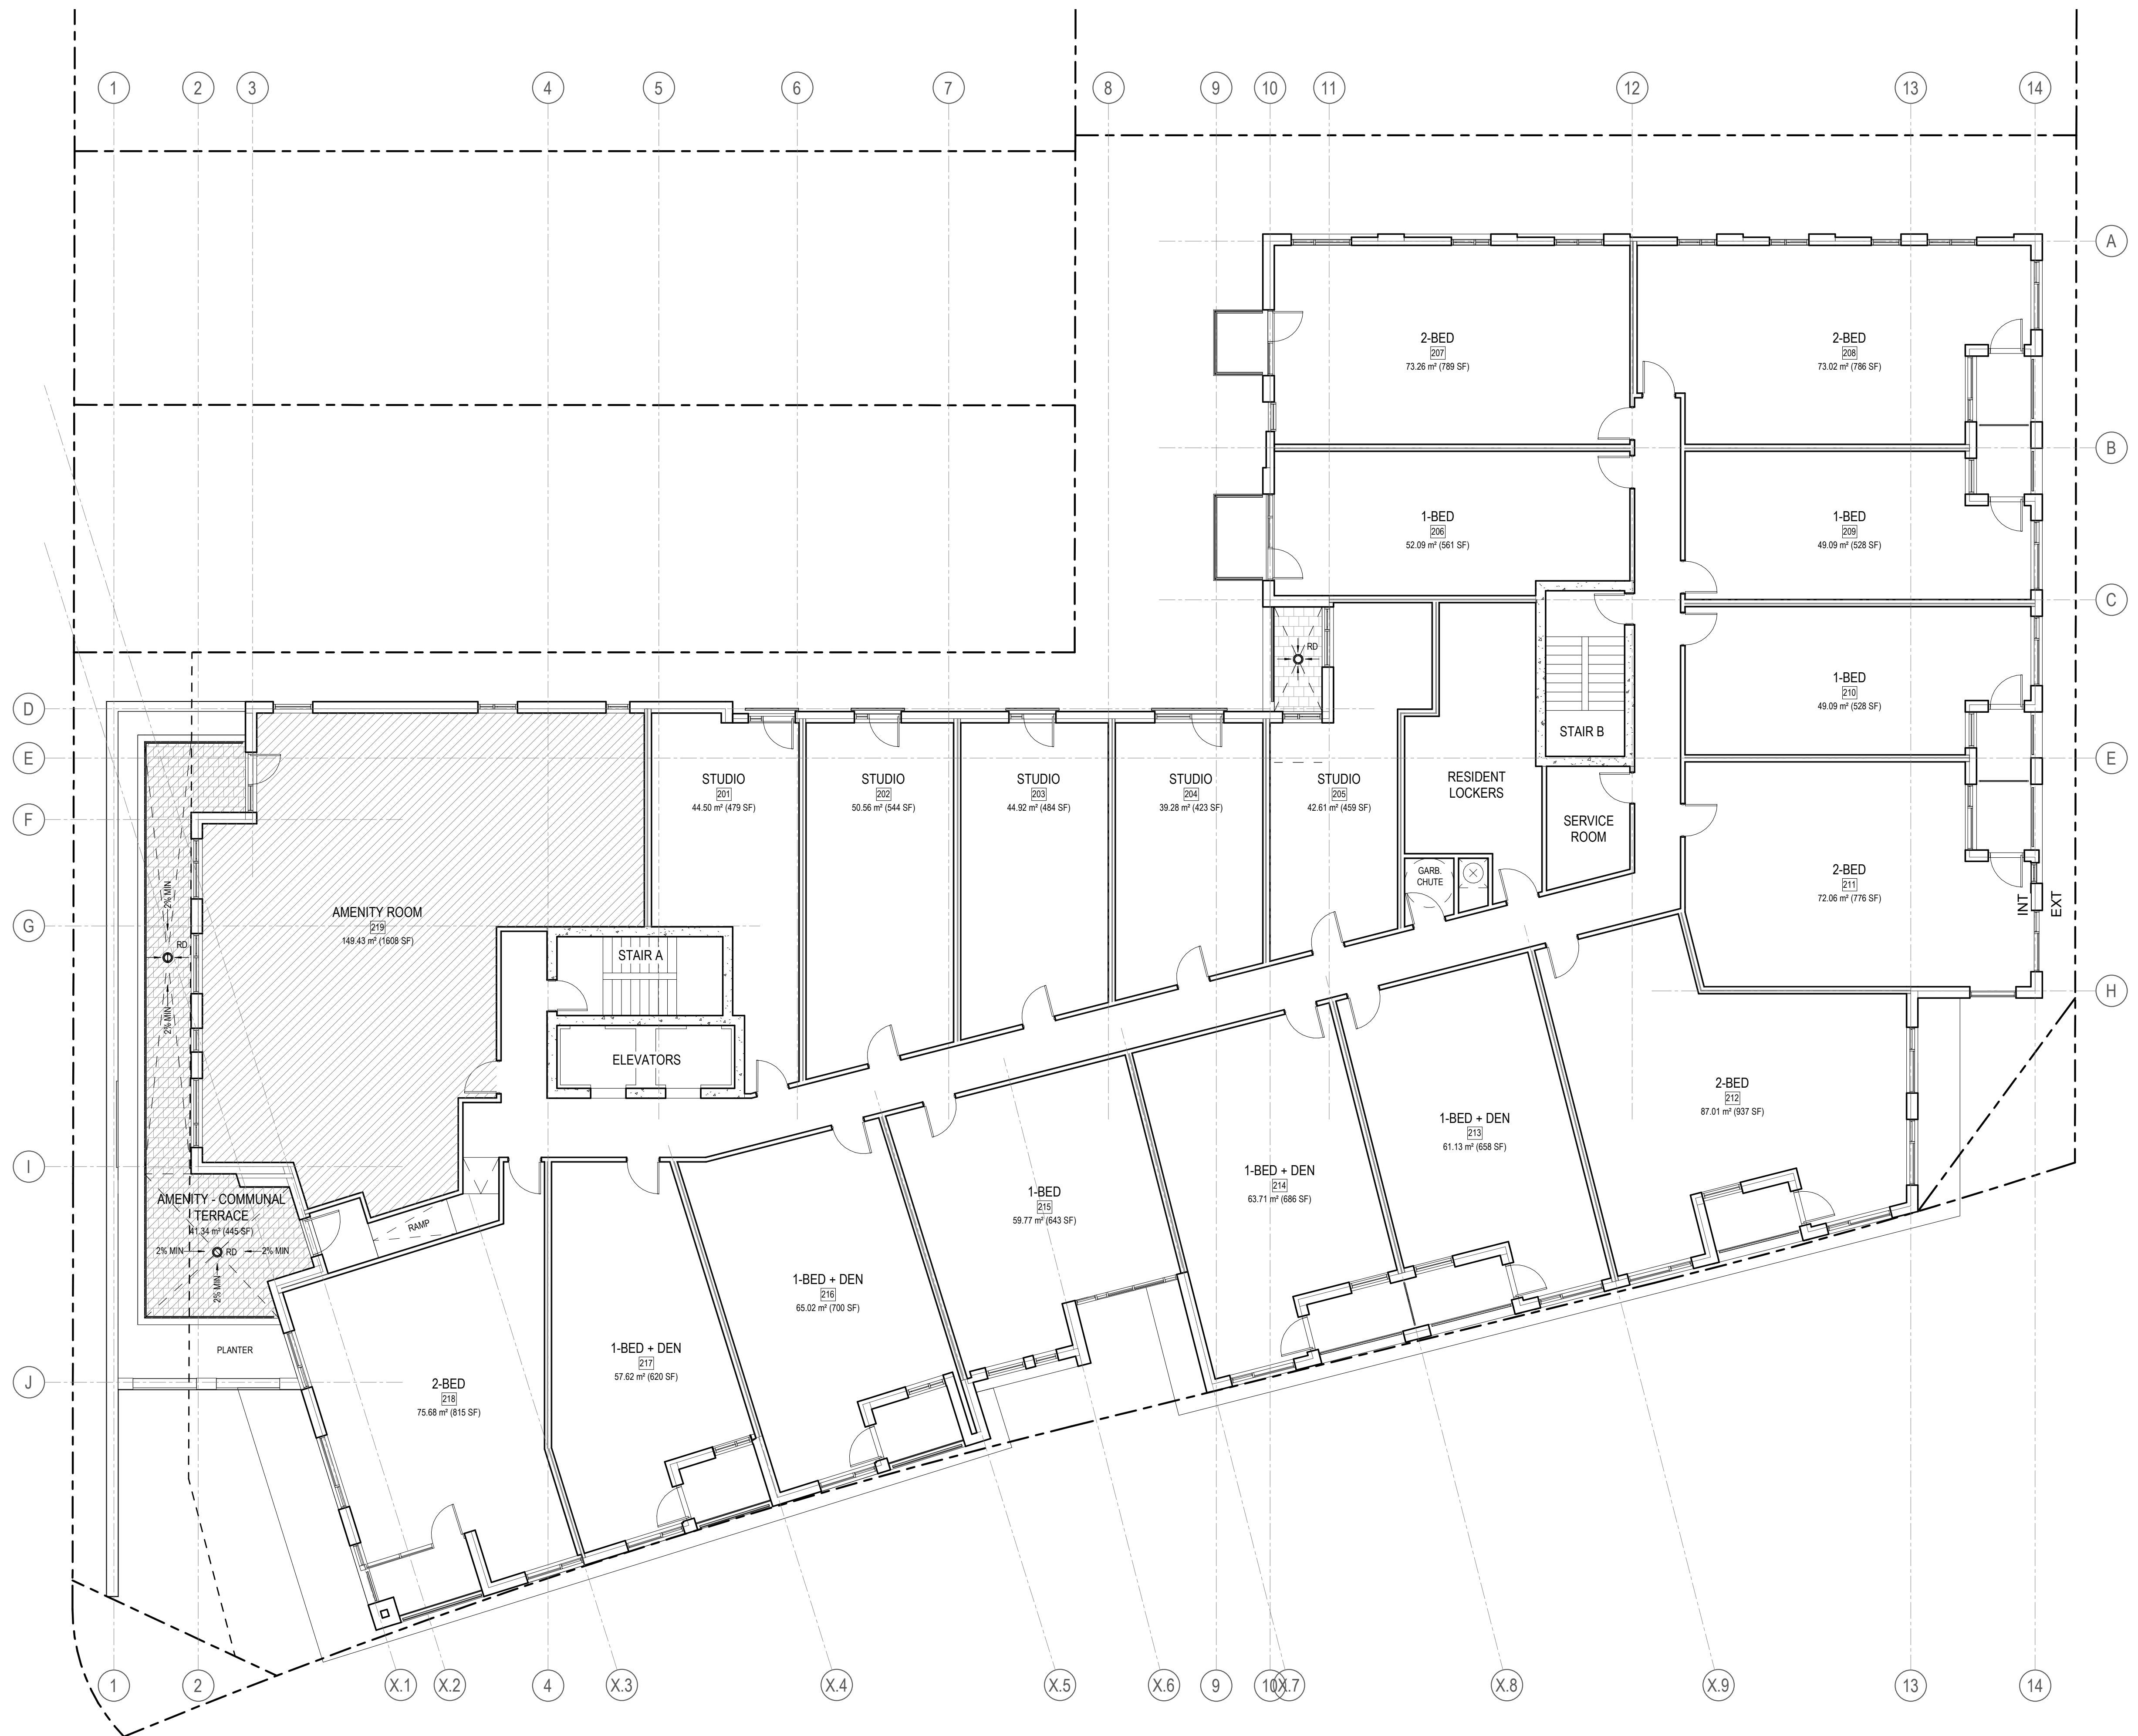 1
2
3
4
5
6
7
8
9
10
11
12
13
14
A
2-BED
207
73.26 m² (789 SF)
2-BED
208
73.02 m² (786 SF)
B
1-BED
206
52.09 m² (561 SF)
1-BED
209
49.09 m² (528 SF)
C
RD
1-BED
210
49.09 m² (528 SF)
D
STAIR B
E
E
STUDIO
201
44.50 m² (479 SF)
STUDIO
202
50.56 m² (544 SF)
STUDIO
203
44.92 m² (484 SF)
STUDIO
204
39.28 m² (423 SF)
STUDIO
205
42.61 m² (459 SF)
RESIDENT
LOCKERS
SERVICE
ROOM
F
GARB.
CHUTE
2-BED
211
72.06 m² (776 SF)
INT
EXT
2% MIN
AMENITY ROOM
219
149.43 m² (1608 SF)
G
RD
STAIR A
2% MIN
H
ELEVATORS
2-BED
212
87.01 m² (937 SF)
1-BED + DEN
213
61.13 m² (658 SF)
I
1-BED + DEN
214
63.71 m² (686 SF)
1-BED
215
59.77 m² (643 SF)
AMENITY - COMMUNAL
TERRACE
41.34 m² (445 SF)
RAMP
2% MIN
RD
2% MIN
2% MIN
1-BED + DEN
216
65.02 m² (700 SF)
PLANTER
1-BED + DEN
217
57.62 m² (620 SF)
J
2-BED
218
75.68 m² (815 SF)
1
2
X.1
X.2
4
X.3
X.4
X.5
X.6
9
10
X.7
X.8
X.9
13
14